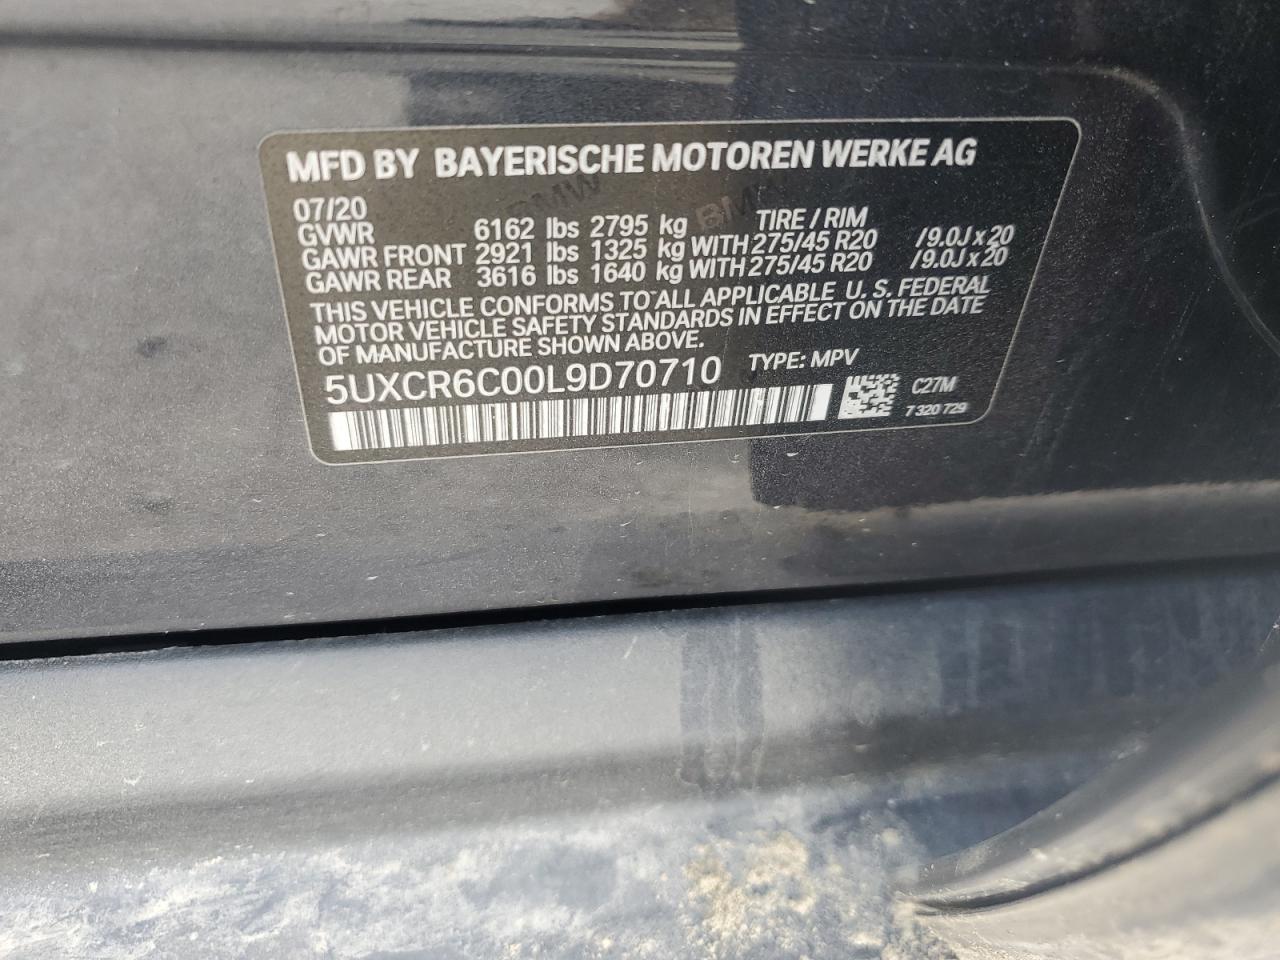 MFD BY BAYERISCHE MOTOREN WERKE AG
07/20
GVWR 6162 lbs 2795 kg TIRE / RIM
GAWR FRONT 2921 lbs 1325 kg WITH 275/45 R20 /9.0J x 20
GAWR REAR 3616 lbs 1640 kg WITH 275/45 R20 /9.0J x 20
THIS VEHICLE CONFORMS TO ALL APPLICABLE U. S. FEDERAL
MOTOR VEHICLE SAFETY STANDARDS IN EFFECT ON THE DATE
OF MANUFACTURE SHOWN ABOVE.
5UXCR6C00L9D70710 TYPE: MPV
C27M
7 320 729
BMW
BMW